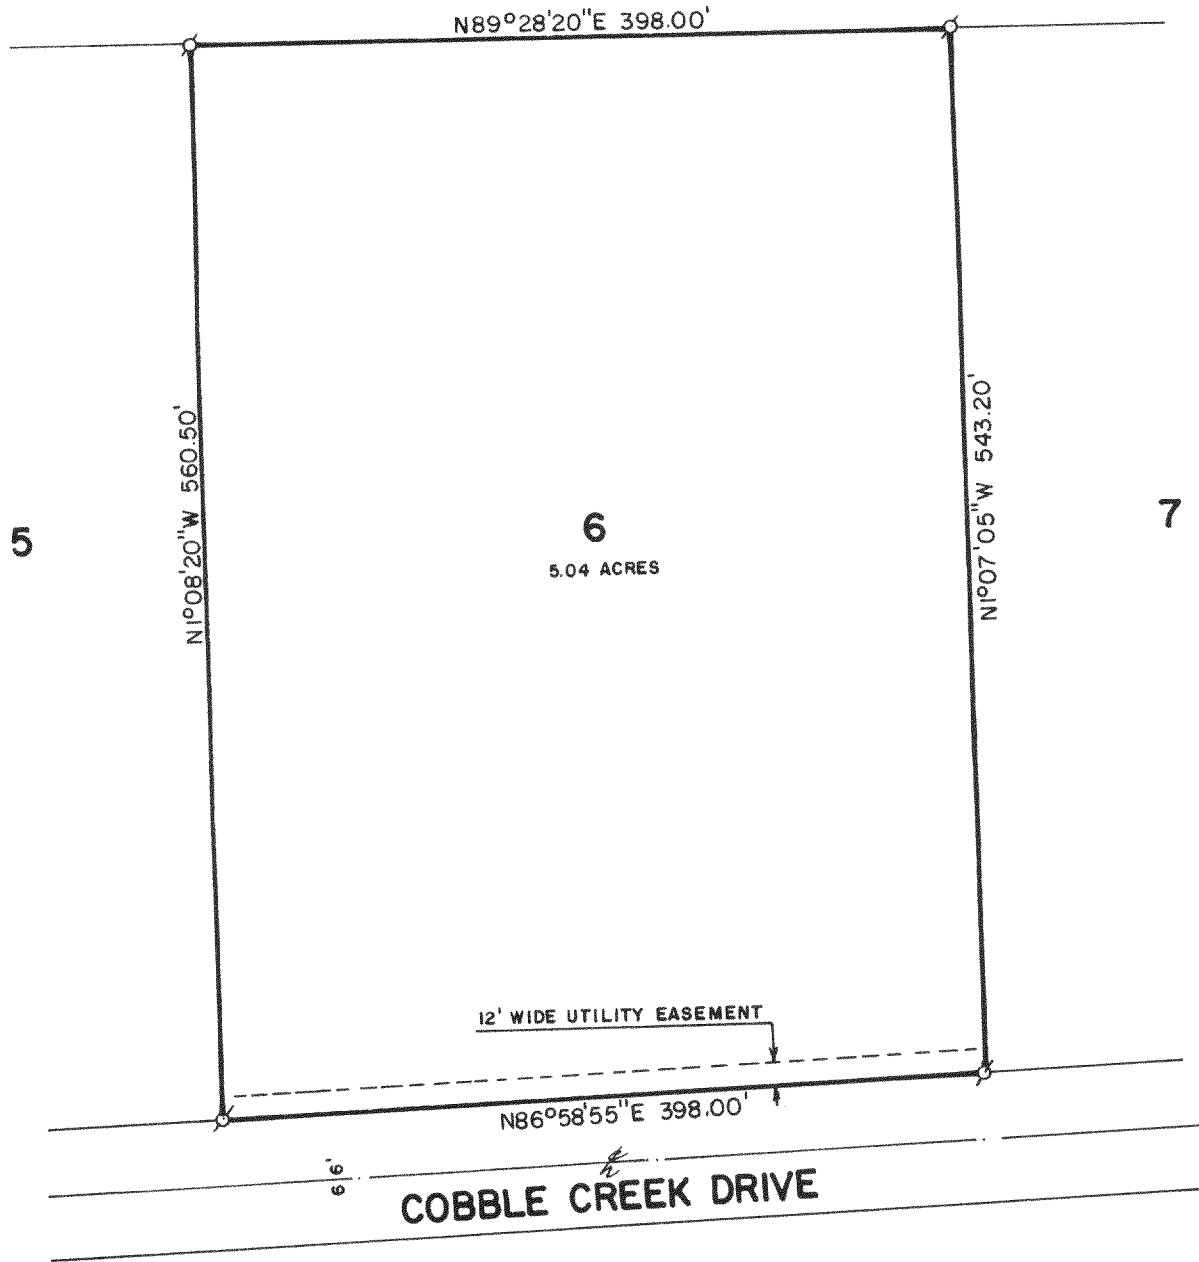 N89°28'20"E 398.00'
N1°08'20"W 560.50'
N1°07'05"W 543.20'
5
6
7
5.04 ACRES
12' WIDE UTILITY EASEMENT
N86°58'55"E 398.00'
66'
COBBLE CREEK DRIVE